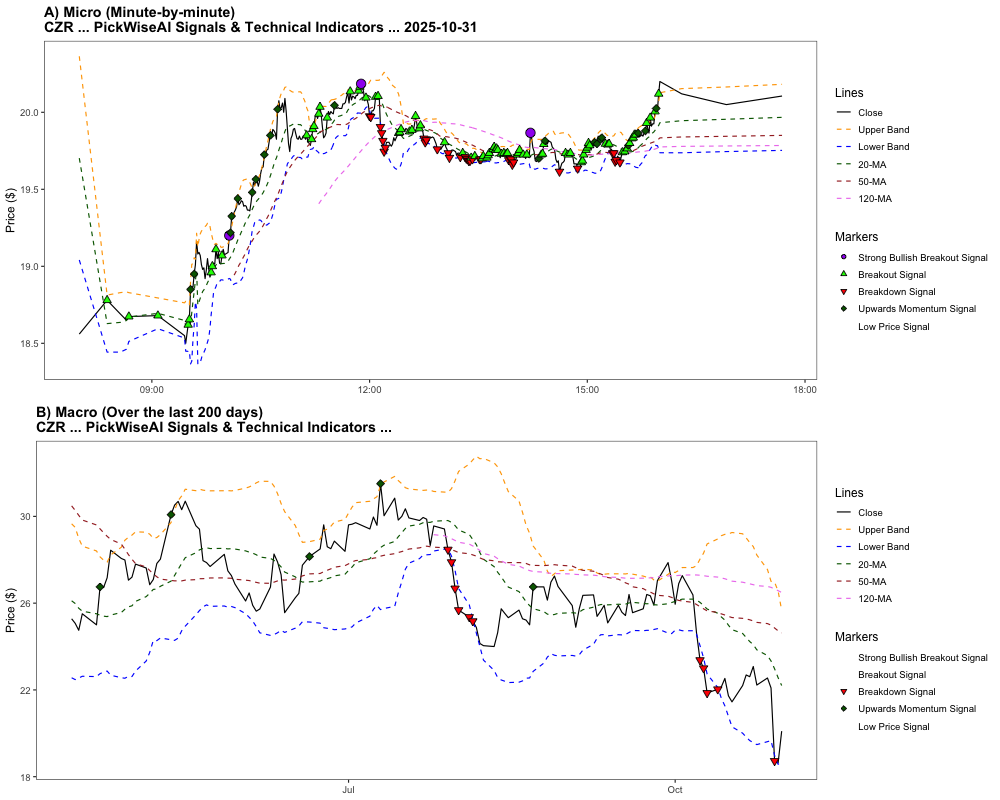 A) Micro (Minute-by-minute)
CZR ... PickWiseAI Signals & Technical Indicators ... 2025-10-31
Price ($)
20.0
19.5
19.0
18.5
09:00
12:00
15:00
18:00
Lines
Close
Upper Band
Lower Band
20-MA
50-MA
120-MA
Markers
Strong Bullish Breakout Signal
Breakout Signal
Breakdown Signal
Upwards Momentum Signal
Low Price Signal
B) Macro (Over the last 200 days)
CZR ... PickWiseAI Signals & Technical Indicators ...
Price ($)
30
26
22
18
Jul
Oct
Lines
Close
Upper Band
Lower Band
20-MA
50-MA
120-MA
Markers
Strong Bullish Breakout Signal
Breakout Signal
Breakdown Signal
Upwards Momentum Signal
Low Price Signal